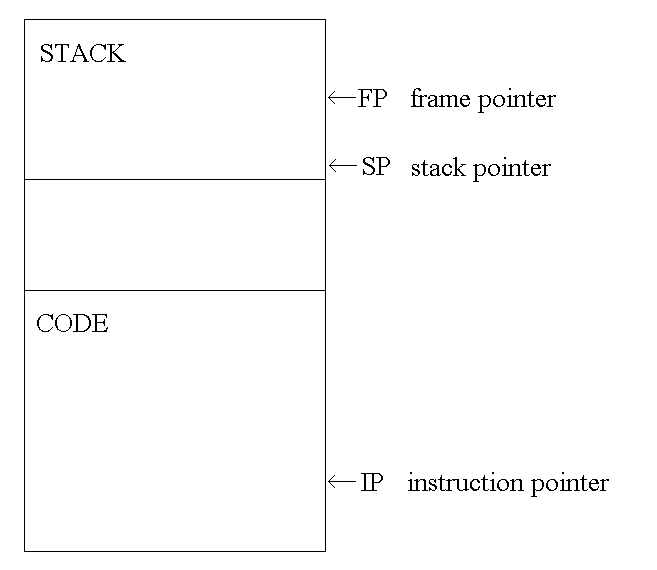 STACK
FP frame pointer
SP stack pointer
CODE
IP instruction pointer